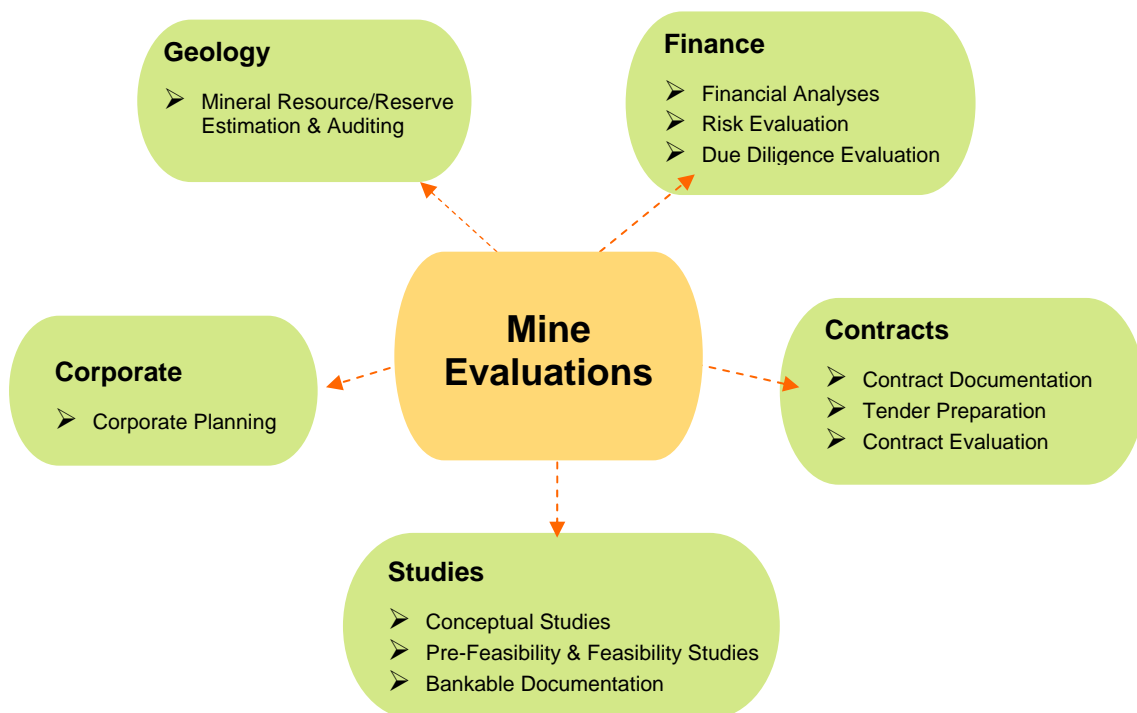 Geology
➢ Mineral Resource/Reserve
Estimation & Auditing
Finance
➢ Financial Analyses
➢ Risk Evaluation
➢ Due Diligence Evaluation
Mine
Evaluations
Corporate
➢ Corporate Planning
Contracts
➢ Contract Documentation
➢ Tender Preparation
➢ Contract Evaluation
Studies
➢ Conceptual Studies
➢ Pre-Feasibility & Feasibility Studies
➢ Bankable Documentation